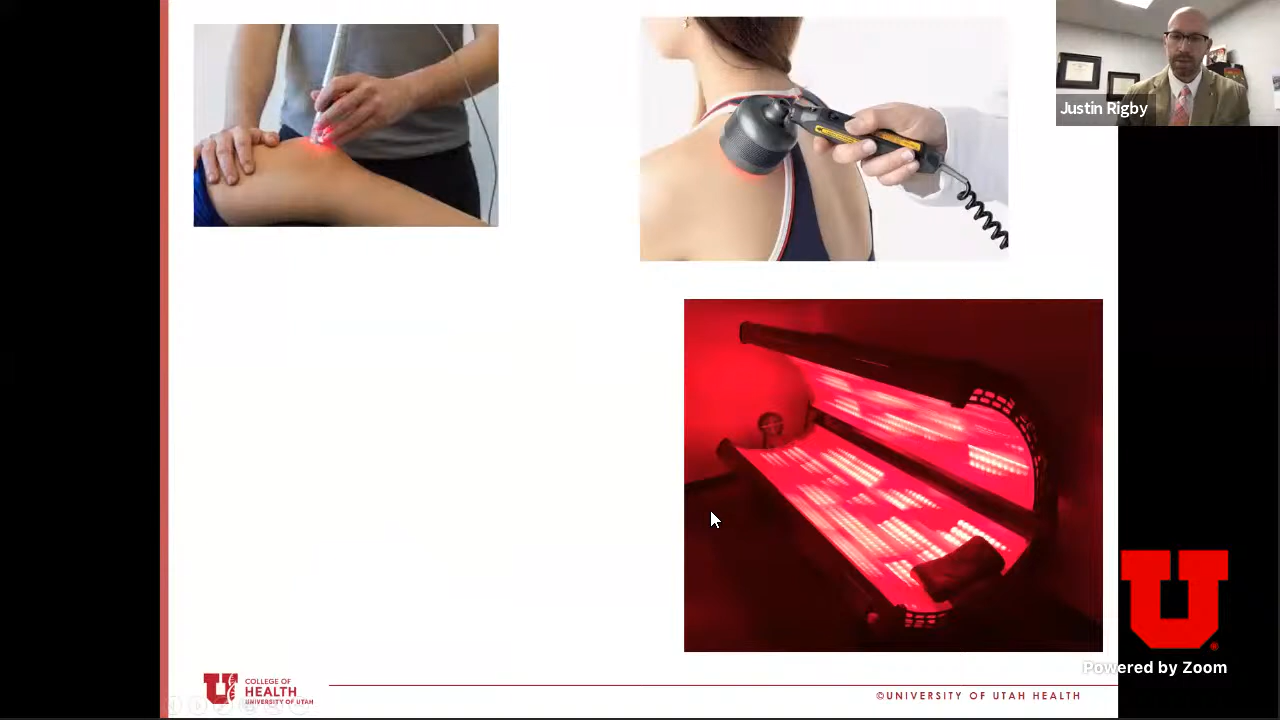 Justin Rigby
U
Powered by Zoom
U
COLLEGE OF
HEALTH
UNIVERSITY OF UTAH
©UNIVERSITY OF UTAH HEALTH